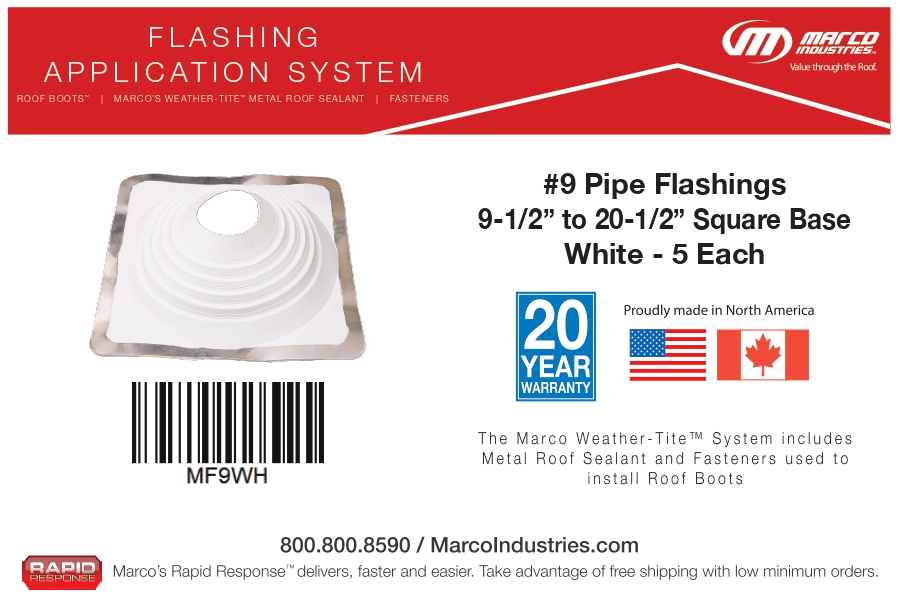 FLASHING
APPLICATION SYSTEM
ROOF BOOTS™ | MARCO'S WEATHER-TITE™ METAL ROOF SEALANT | FASTENERS
MARCO
INDUSTRIES™
Value through the Roof.
#9 Pipe Flashings
9-1/2” to 20-1/2” Square Base
White - 5 Each
20
YEAR
WARRANTY
Proudly made in North America
MF9WH
The Marco Weather-Tite™ System includes
Metal Roof Sealant and Fasteners used to
install Roof Boots
800.800.8590 / MarcoIndustries.com
RAPID
RESPONSE
Marco’s Rapid Response™ delivers, faster and easier. Take advantage of free shipping with low minimum orders.